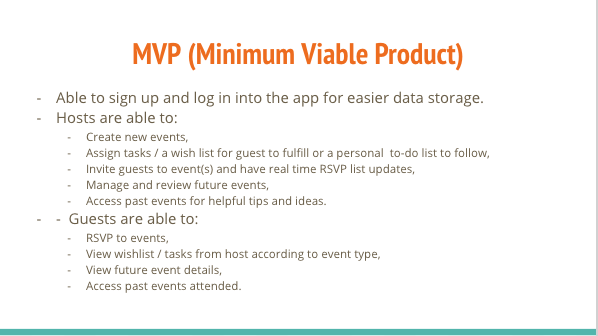 MVP (Minimum Viable Product)
- Able to sign up and log in into the app for easier data storage.
- Hosts are able to:
- Create new events,
- Assign tasks / a wish list for guest to fulfill or a personal  to-do list to follow,
- Invite guests to event(s) and have real time RSVP list updates,
- Manage and review future events,
- Access past events for helpful tips and ideas.
- - Guests are able to:
- RSVP to events,
- View wishlist / tasks from host according to event type,
- View future event details,
- Access past events attended.